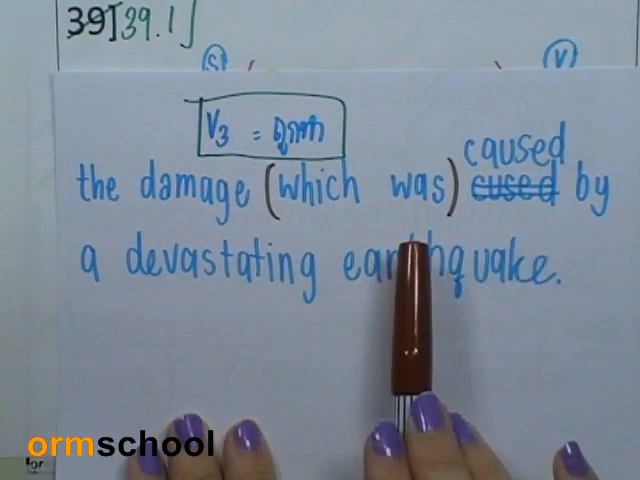 39] [39.1]
S V
V3 = ถูกทำ
caused
the damage (which was) cused by
a devastating earthquake.
ormschool